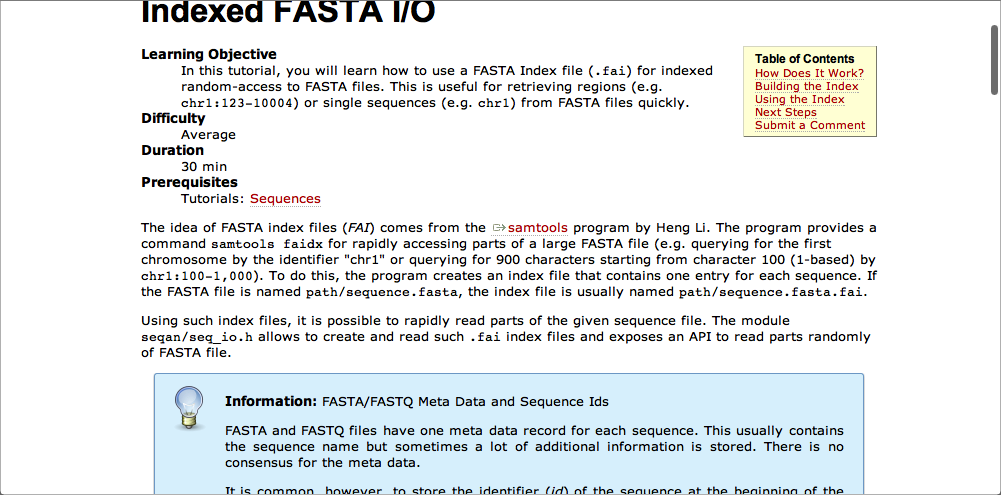 Indexed FASTA I/O
Learning Objective
In this tutorial, you will learn how to use a FASTA Index file (.fai) for indexed
random-access to FASTA files. This is useful for retrieving regions (e.g.
chr1:123-10004) or single sequences (e.g. chr1) from FASTA files quickly.
Difficulty
Average
Duration
30 min
Prerequisites
Tutorials: Sequences
Table of Contents
How Does It Work?
Building the Index
Using the Index
Next Steps
Submit a Comment
The idea of FASTA index files (FAI) comes from the samtools program by Heng Li. The program provides a
command samtools faidx for rapidly accessing parts of a large FASTA file (e.g. querying for the first
chromosome by the identifier "chr1" or querying for 900 characters starting from character 100 (1-based) by
chr1:100-1,000). To do this, the program creates an index file that contains one entry for each sequence. If
the FASTA file is named path/sequence.fasta, the index file is usually named path/sequence.fasta.fai.
Using such index files, it is possible to rapidly read parts of the given sequence file. The module
seqan/seq_io.h allows to create and read such .fai index files and exposes an API to read parts randomly
of FASTA file.
Information: FASTA/FASTQ Meta Data and Sequence Ids
FASTA and FASTQ files have one meta data record for each sequence. This usually contains
the sequence name but sometimes a lot of additional information is stored. There is no
consensus for the meta data.
It is common, however, to store the identifier (id) of the sequence at the beginning of the